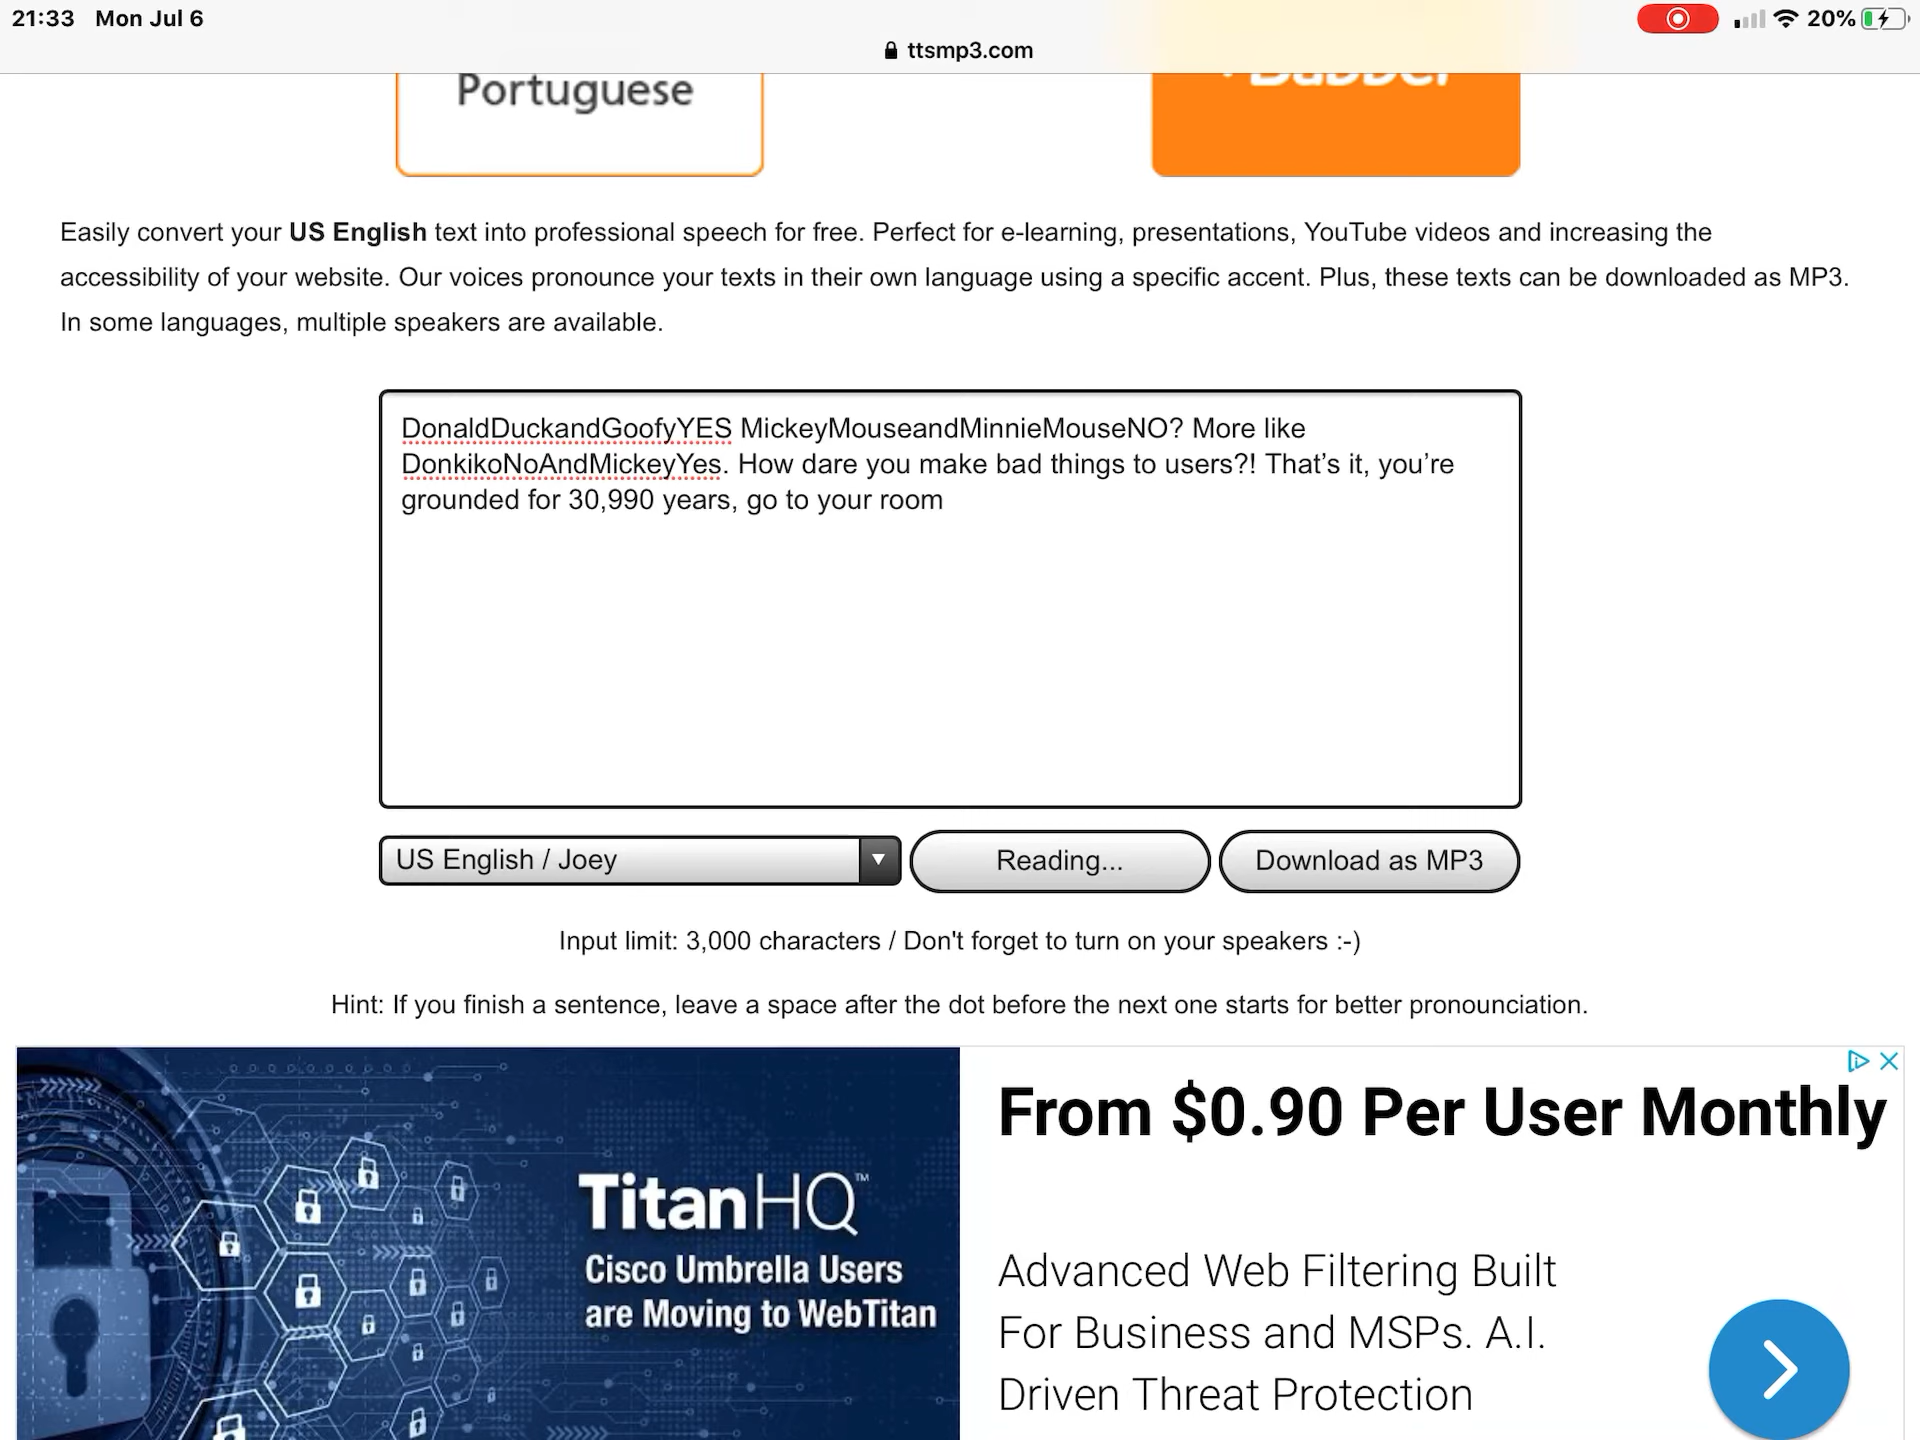 21:33 Mon Jul 6
20%
ttsmp3.com
Portuguese
Babbel
Easily convert your US English text into professional speech for free. Perfect for e-learning, presentations, YouTube videos and increasing the
accessibility of your website. Our voices pronounce your texts in their own language using a specific accent. Plus, these texts can be downloaded as MP3.
In some languages, multiple speakers are available.
DonaldDuckandGoofyYES MickeyMouseandMinnieMouseNO? More like
DonkikoNoAndMickeyYes. How dare you make bad things to users?! That’s it, you’re
grounded for 30,990 years, go to your room
US English / Joey
Reading...
Download as MP3
Input limit: 3,000 characters / Don't forget to turn on your speakers :-)
Hint: If you finish a sentence, leave a space after the dot before the next one starts for better pronounciation.
TitanHQ™
Cisco Umbrella Users
are Moving to WebTitan
From $0.90 Per User Monthly
Advanced Web Filtering Built
For Business and MSPs. A.I.
Driven Threat Protection